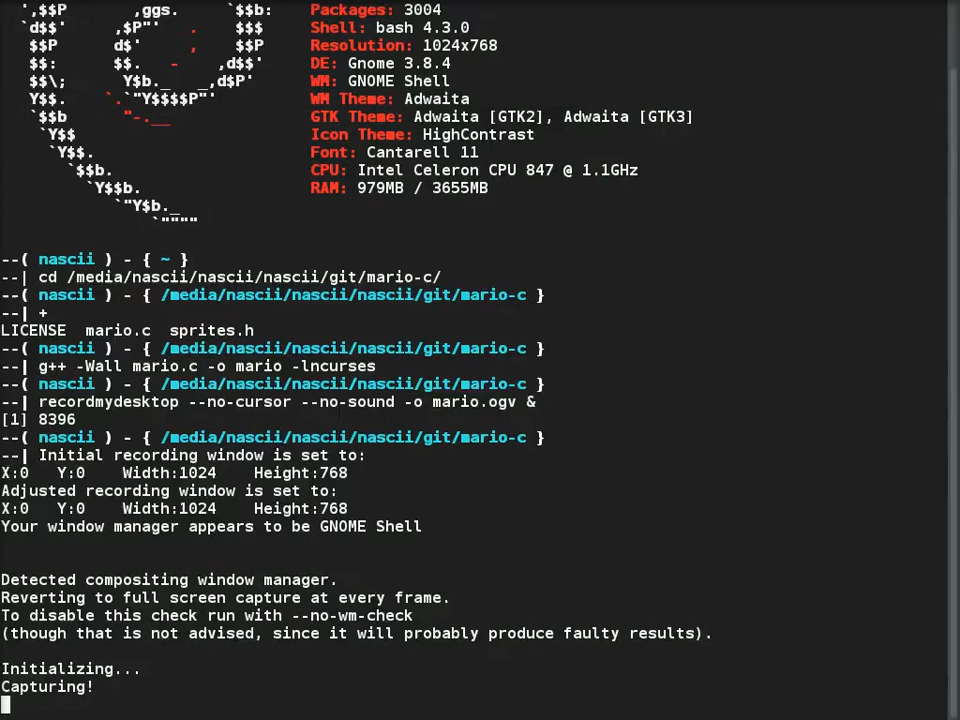 ',$$P       ,ggs.     `$$b:    Packages: 3004
`d$$'     ,$P"'   .    $$$     Shell: bash 4.3.0
$$P      d$'     ,    $$P      Resolution: 1024x768
$$:      $$.   -    ,d$$'      DE: Gnome 3.8.4
$$\;      Y$b._   _,d$P'       WM: GNOME Shell
Y$$.    `.`"Y$$$$P"'           WM Theme: Adwaita
`$$b      "-.__                GTK Theme: Adwaita [GTK2], Adwaita [GTK3]
`Y$$                           Icon Theme: HighContrast
`Y$$.                          Font: Cantarell 11
`$$b.                          CPU: Intel Celeron CPU 847 @ 1.1GHz
`Y$$b.                         RAM: 979MB / 3655MB
`"Y$b._
`""""
--( nascii ) - { ~ }
--| cd /media/nascii/nascii/nascii/git/mario-c/
--( nascii ) - { /media/nascii/nascii/nascii/git/mario-c }
--| +
LICENSE  mario.c  sprites.h
--( nascii ) - { /media/nascii/nascii/nascii/git/mario-c }
--| g++ -Wall mario.c -o mario -lncurses
--( nascii ) - { /media/nascii/nascii/nascii/git/mario-c }
--| recordmydesktop --no-cursor --no-sound -o mario.ogv &
[1] 8396
--( nascii ) - { /media/nascii/nascii/nascii/git/mario-c }
--| Initial recording window is set to:
X:0   Y:0    Width:1024    Height:768
Adjusted recording window is set to:
X:0   Y:0    Width:1024    Height:768
Your window manager appears to be GNOME Shell
Detected compositing window manager.
Reverting to full screen capture at every frame.
To disable this check run with --no-wm-check
(though that is not advised, since it will probably produce faulty results).
Initializing...
Capturing!